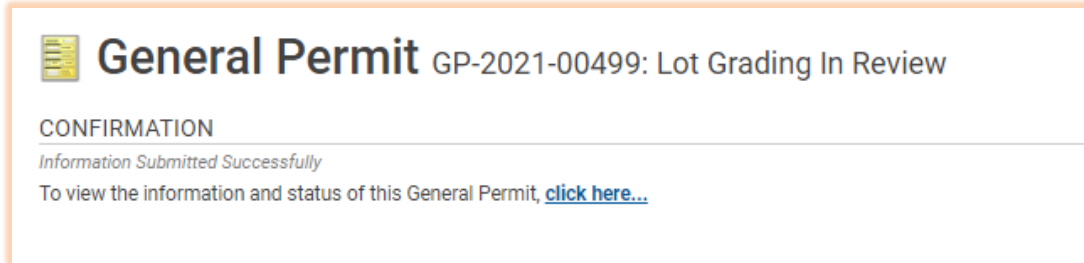 General Permit GP-2021-00499: Lot Grading In Review
CONFIRMATION
Information Submitted Successfully
To view the information and status of this General Permit, click here...